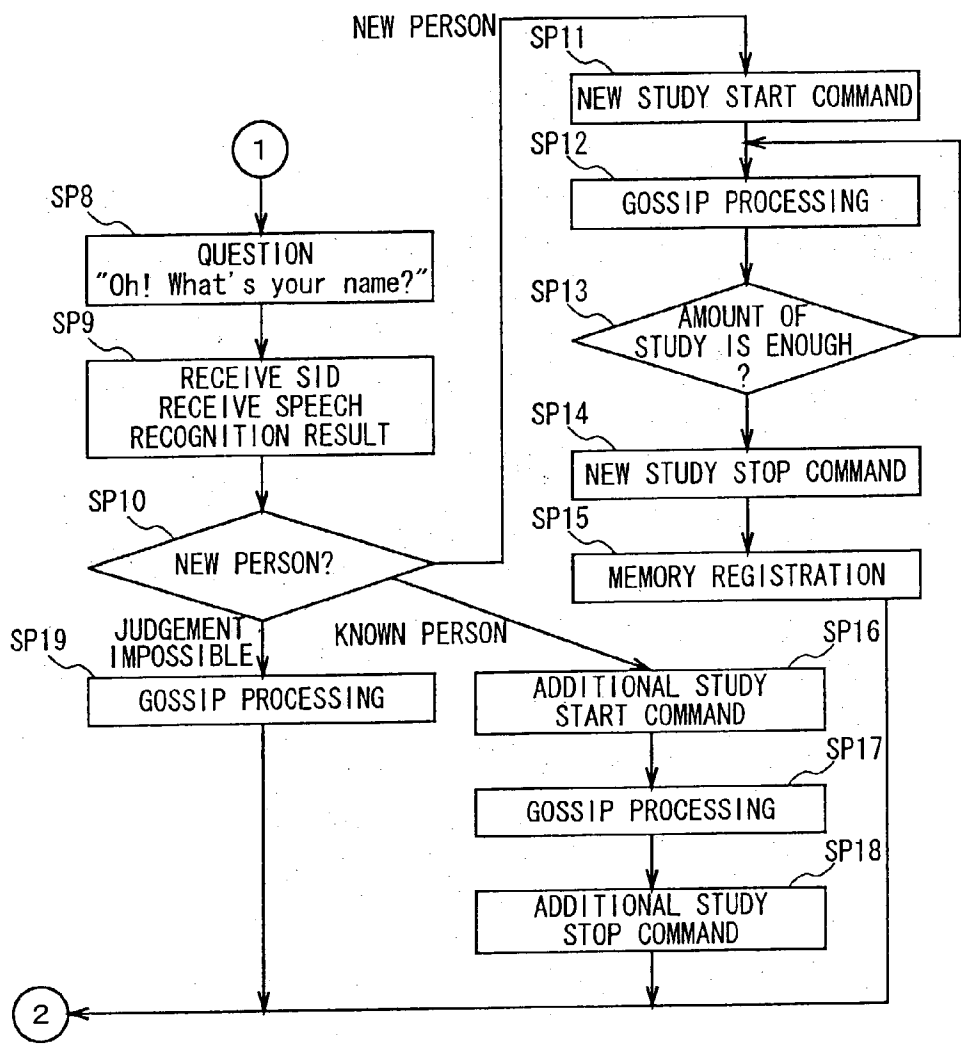 NEW PERSON
SP11
NEW STUDY START COMMAND
SP12
GOSSIP PROCESSING
SP13
AMOUNT OF
STUDY IS ENOUGH
?
SP14
NEW STUDY STOP COMMAND
SP15
MEMORY REGISTRATION
1
SP8
QUESTION
"Oh! What's your name?"
SP9
RECEIVE SID
RECEIVE SPEECH
RECOGNITION RESULT
SP10
NEW PERSON?
JUDGEMENT
IMPOSSIBLE
KNOWN PERSON
SP19
GOSSIP PROCESSING
SP16
ADDITIONAL STUDY
START COMMAND
SP17
GOSSIP PROCESSING
SP18
ADDITIONAL STUDY
STOP COMMAND
2